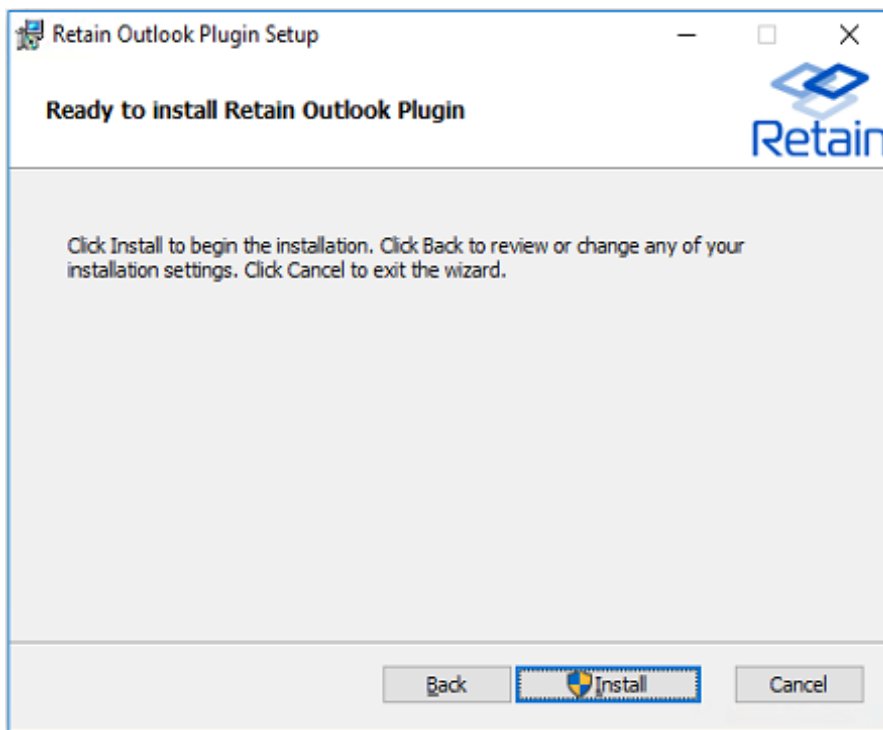 Retain Outlook Plugin Setup
Ready to install Retain Outlook Plugin
Retain
Click Install to begin the installation. Click Back to review or change any of your
installation settings. Click Cancel to exit the wizard.
Back
Install
Cancel